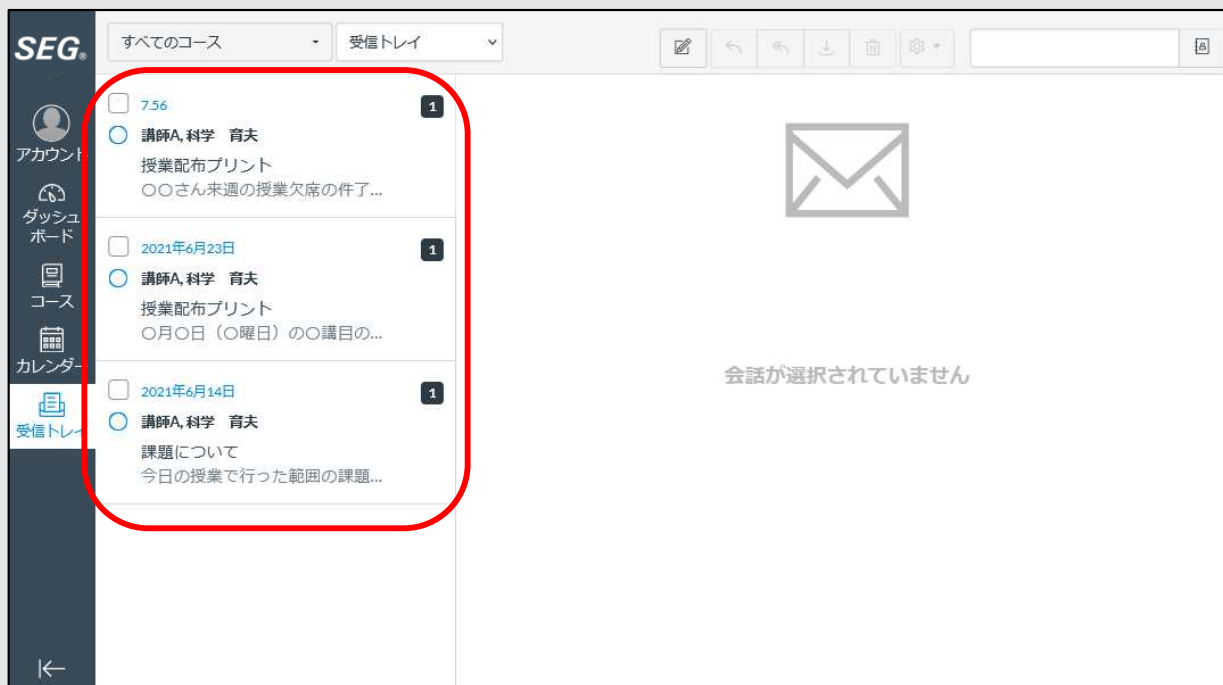 SEG®
すべてのコース
受信トレイ
アカウント
ダッシュ
ボード
コース
カレンダー
受信トレイ
7.56
1
講師A, 科学　育夫
授業配布プリント
〇〇さん来週の授業欠席の件了...
2021年6月23日
1
講師A, 科学　育夫
授業配布プリント
〇月〇日（〇曜日）の〇講目の...
2021年6月14日
1
講師A, 科学　育夫
課題について
今日の授業で行った範囲の課題...
会話が選択されていません